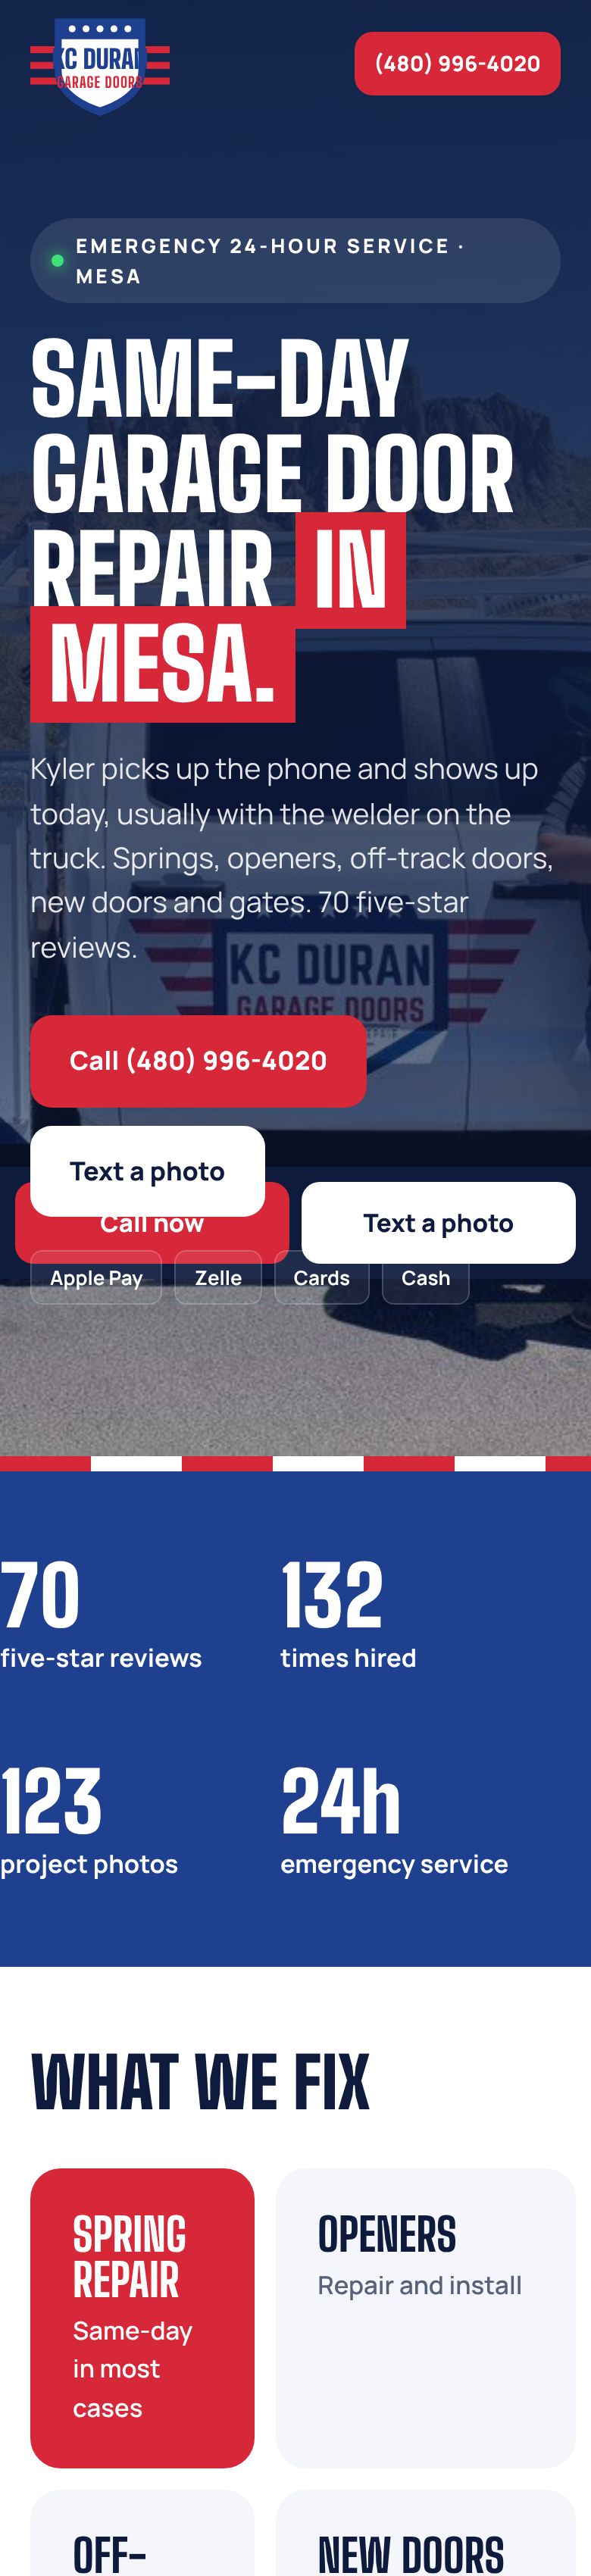 KC DURAN
GARAGE DOORS
(480) 996-4020
EMERGENCY 24-HOUR SERVICE ·
MESA
SAME-DAY
GARAGE DOOR
REPAIR IN
MESA.
Kyler picks up the phone and shows up
today, usually with the welder on the
truck. Springs, openers, off-track doors,
new doors and gates. 70 five-star
reviews.
KC DURAN
GARAGE DOORS
Call (480) 996-4020
Text a photo
Call now
Text a photo
Apple Pay
Zelle
Cards
Cash
70
five-star reviews
132
times hired
123
project photos
24h
emergency service
WHAT WE FIX
SPRING
REPAIR
Same-day
in most
cases
OPENERS
Repair and install
OFF-
NEW DOORS